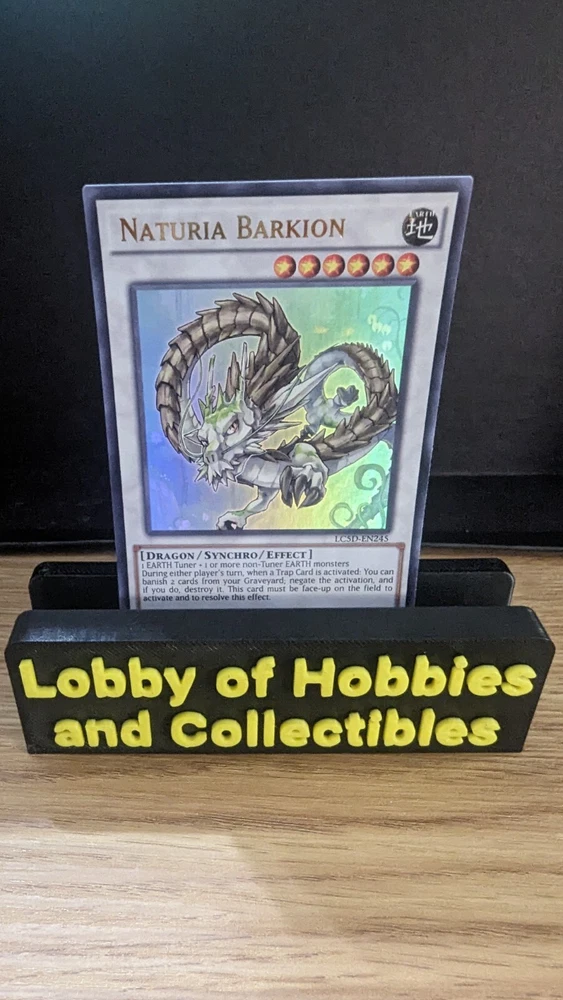 NATURIA BARKION
EARTH
地
LC5D-EN245
[DRAGON / SYNCHRO / EFFECT]
1 EARTH Tuner + 1 or more non-Tuner EARTH monsters
During either player's turn, when a Trap Card is activated: You can
banish 2 cards from your Graveyard, negate the activation, and
if you do, destroy it. This card must be face-up on the field to
activate and to resolve this effect.
Lobby of Hobbies
and Collectibles